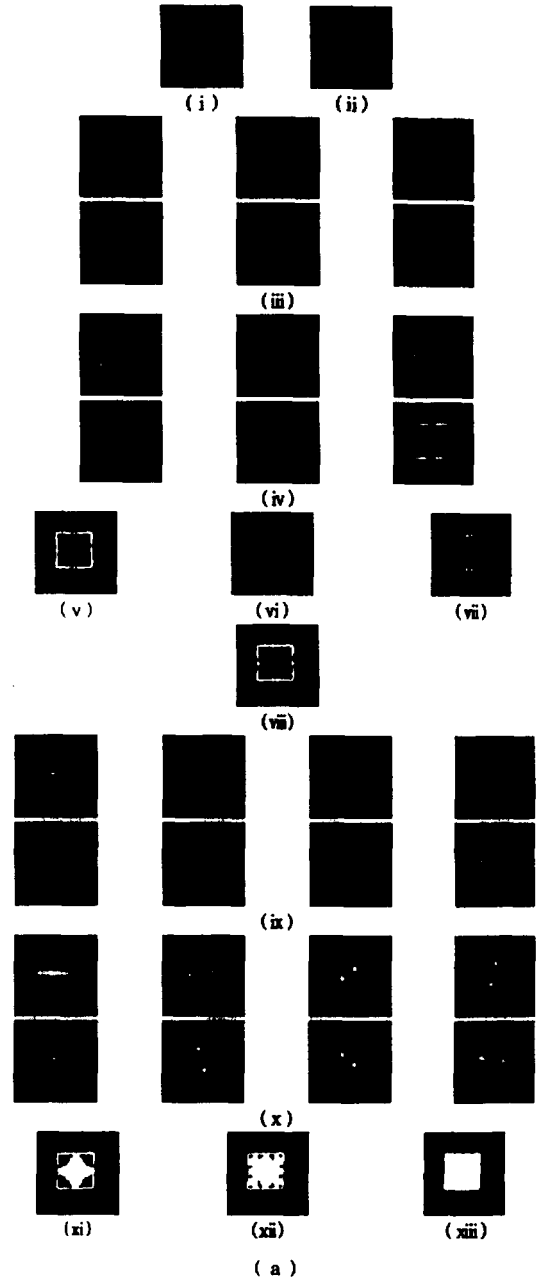 (i) (ii)
(iii)
(iv)
(v) (vi) (vii)
(viii)
(ix)
(x)
(xi) (xii) (xiii)
(a)